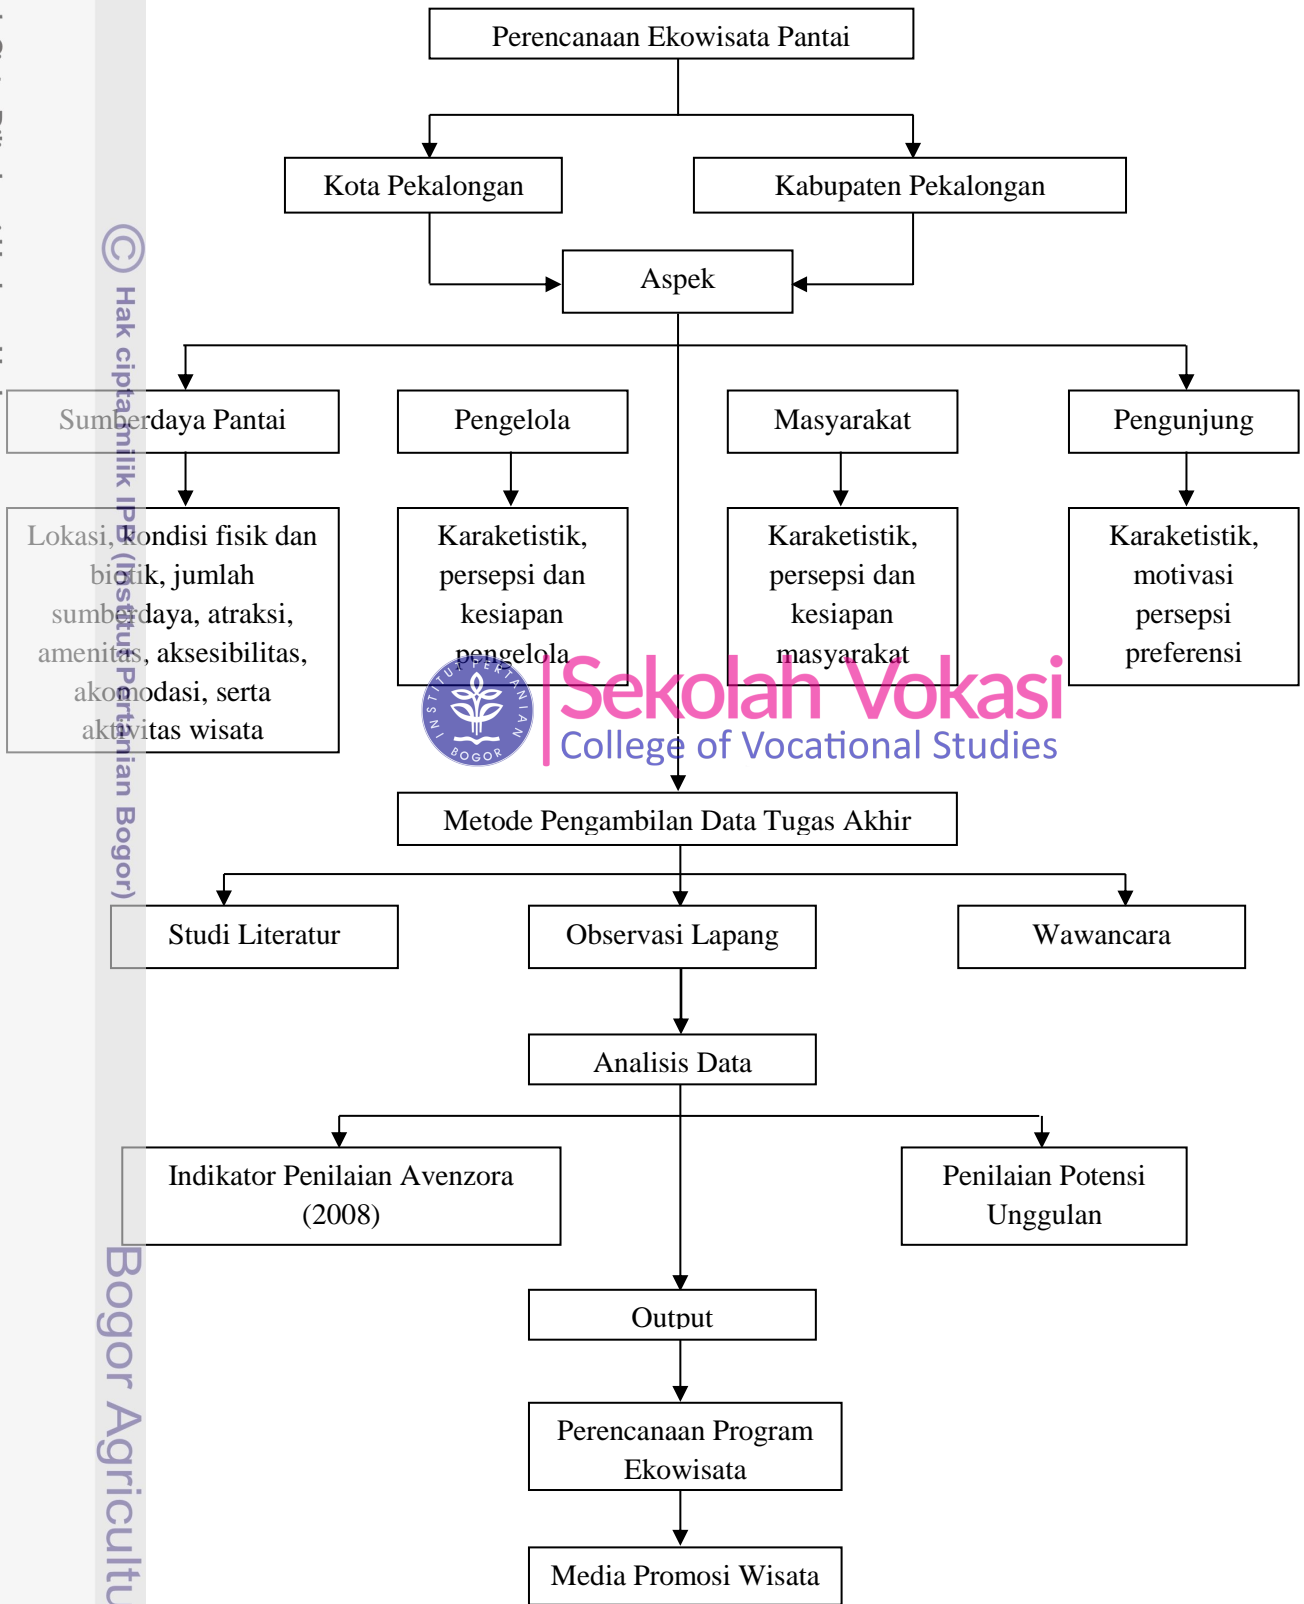 Perencanaan Ekowisata Pantai
Kota Pekalongan
Kabupaten Pekalongan
Aspek
Sumberdaya Pantai
Pengelola
Masyarakat
Pengunjung
Lokasi, kondisi fisik dan
biotik, jumlah
sumberdaya, atraksi,
amenitas, aksesibilitas,
akomodasi, serta
aktivitas wisata
Karaketistik,
persepsi dan
kesiapan
pengelola
Karaketistik,
persepsi dan
kesiapan
masyarakat
Karaketistik,
motivasi
persepsi
preferensi
INSTITUT PERTANIAN BOGOR
Sekolah Vokasi
College of Vocational Studies
Metode Pengambilan Data Tugas Akhir
Studi Literatur
Observasi Lapang
Wawancara
Analisis Data
Indikator Penilaian Avenzora
(2008)
Penilaian Potensi
Unggulan
Output
Perencanaan Program
Ekowisata
Media Promosi Wisata
© Hak cipta milik IPB (Institut Pertanian Bogor)
Bogor Agricultu